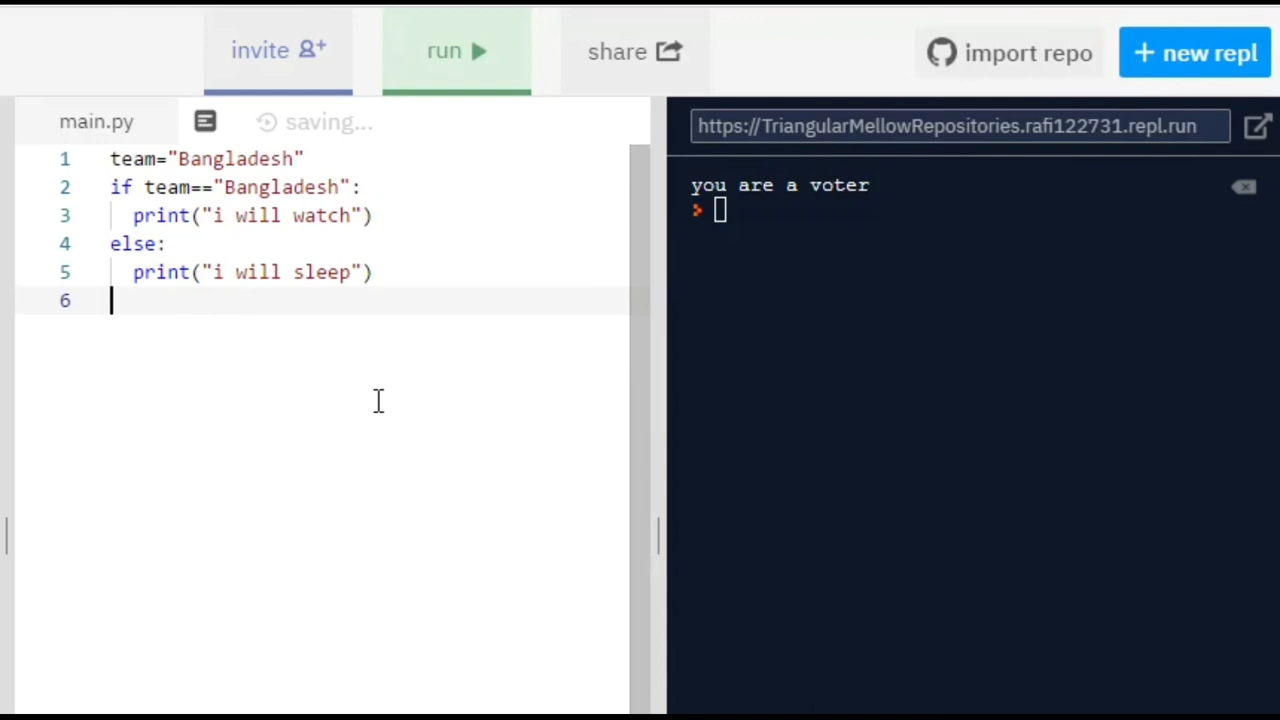 invite
run
share
import repo
+ new repl
main.py
saving...
https://TriangularMellowRepositories.rafi122731.repl.run
1 team="Bangladesh"
2 if team=="Bangladesh":
3 print("i will watch")
4 else:
5 print("i will sleep")
6
you are a voter
>